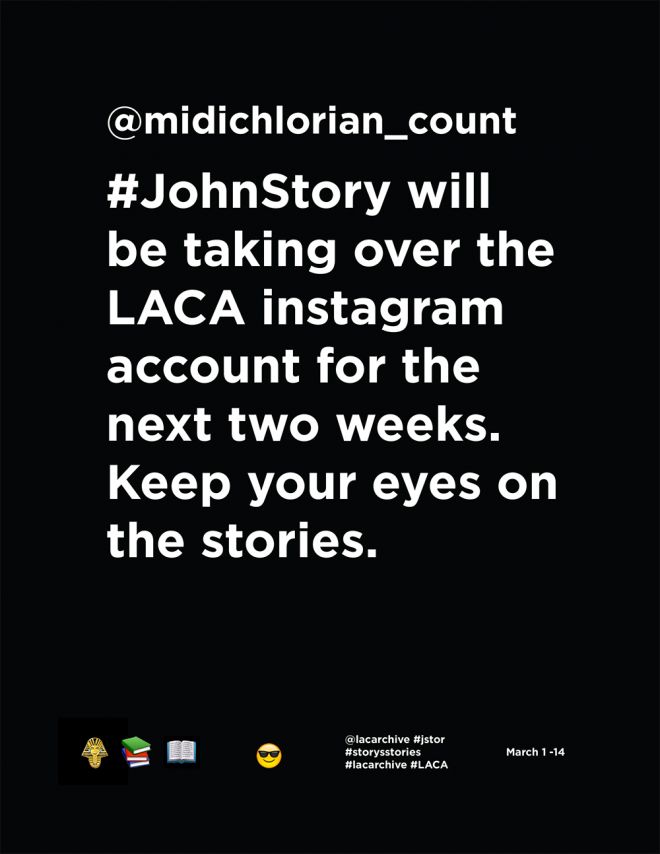 @midichlorian_count
#JohnStory will
be taking over the
LACA instagram
account for the
next two weeks.
Keep your eyes on
the stories.
@lacarchive #jstor
#storysstories
#lacarchive #LACA
March 1 -14